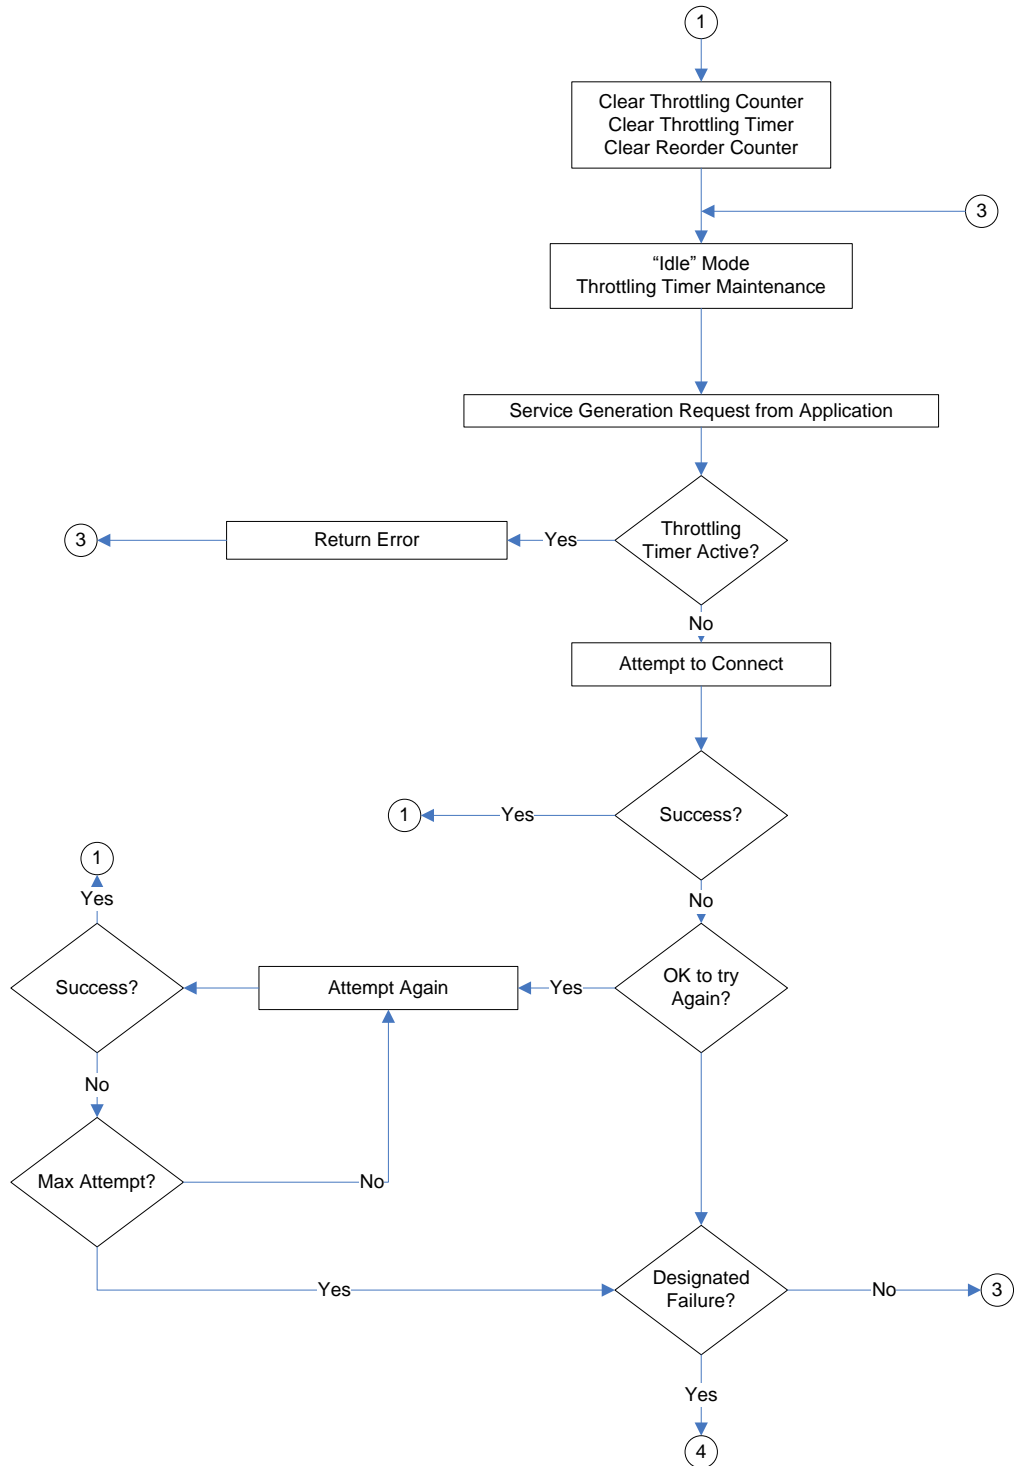 1
Clear Throttling Counter
Clear Throttling Timer
Clear Reorder Counter
3
“Idle” Mode
Throttling Timer Maintenance
Service Generation Request from Application
Throttling
Timer Active?
Yes
Return Error
3
No
Attempt to Connect
Success?
Yes
1
No
1
Yes
Success?
Attempt Again
Yes
OK to try
Again?
No
Max Attempt?
No
Yes
Designated
Failure?
No
3
Yes
4